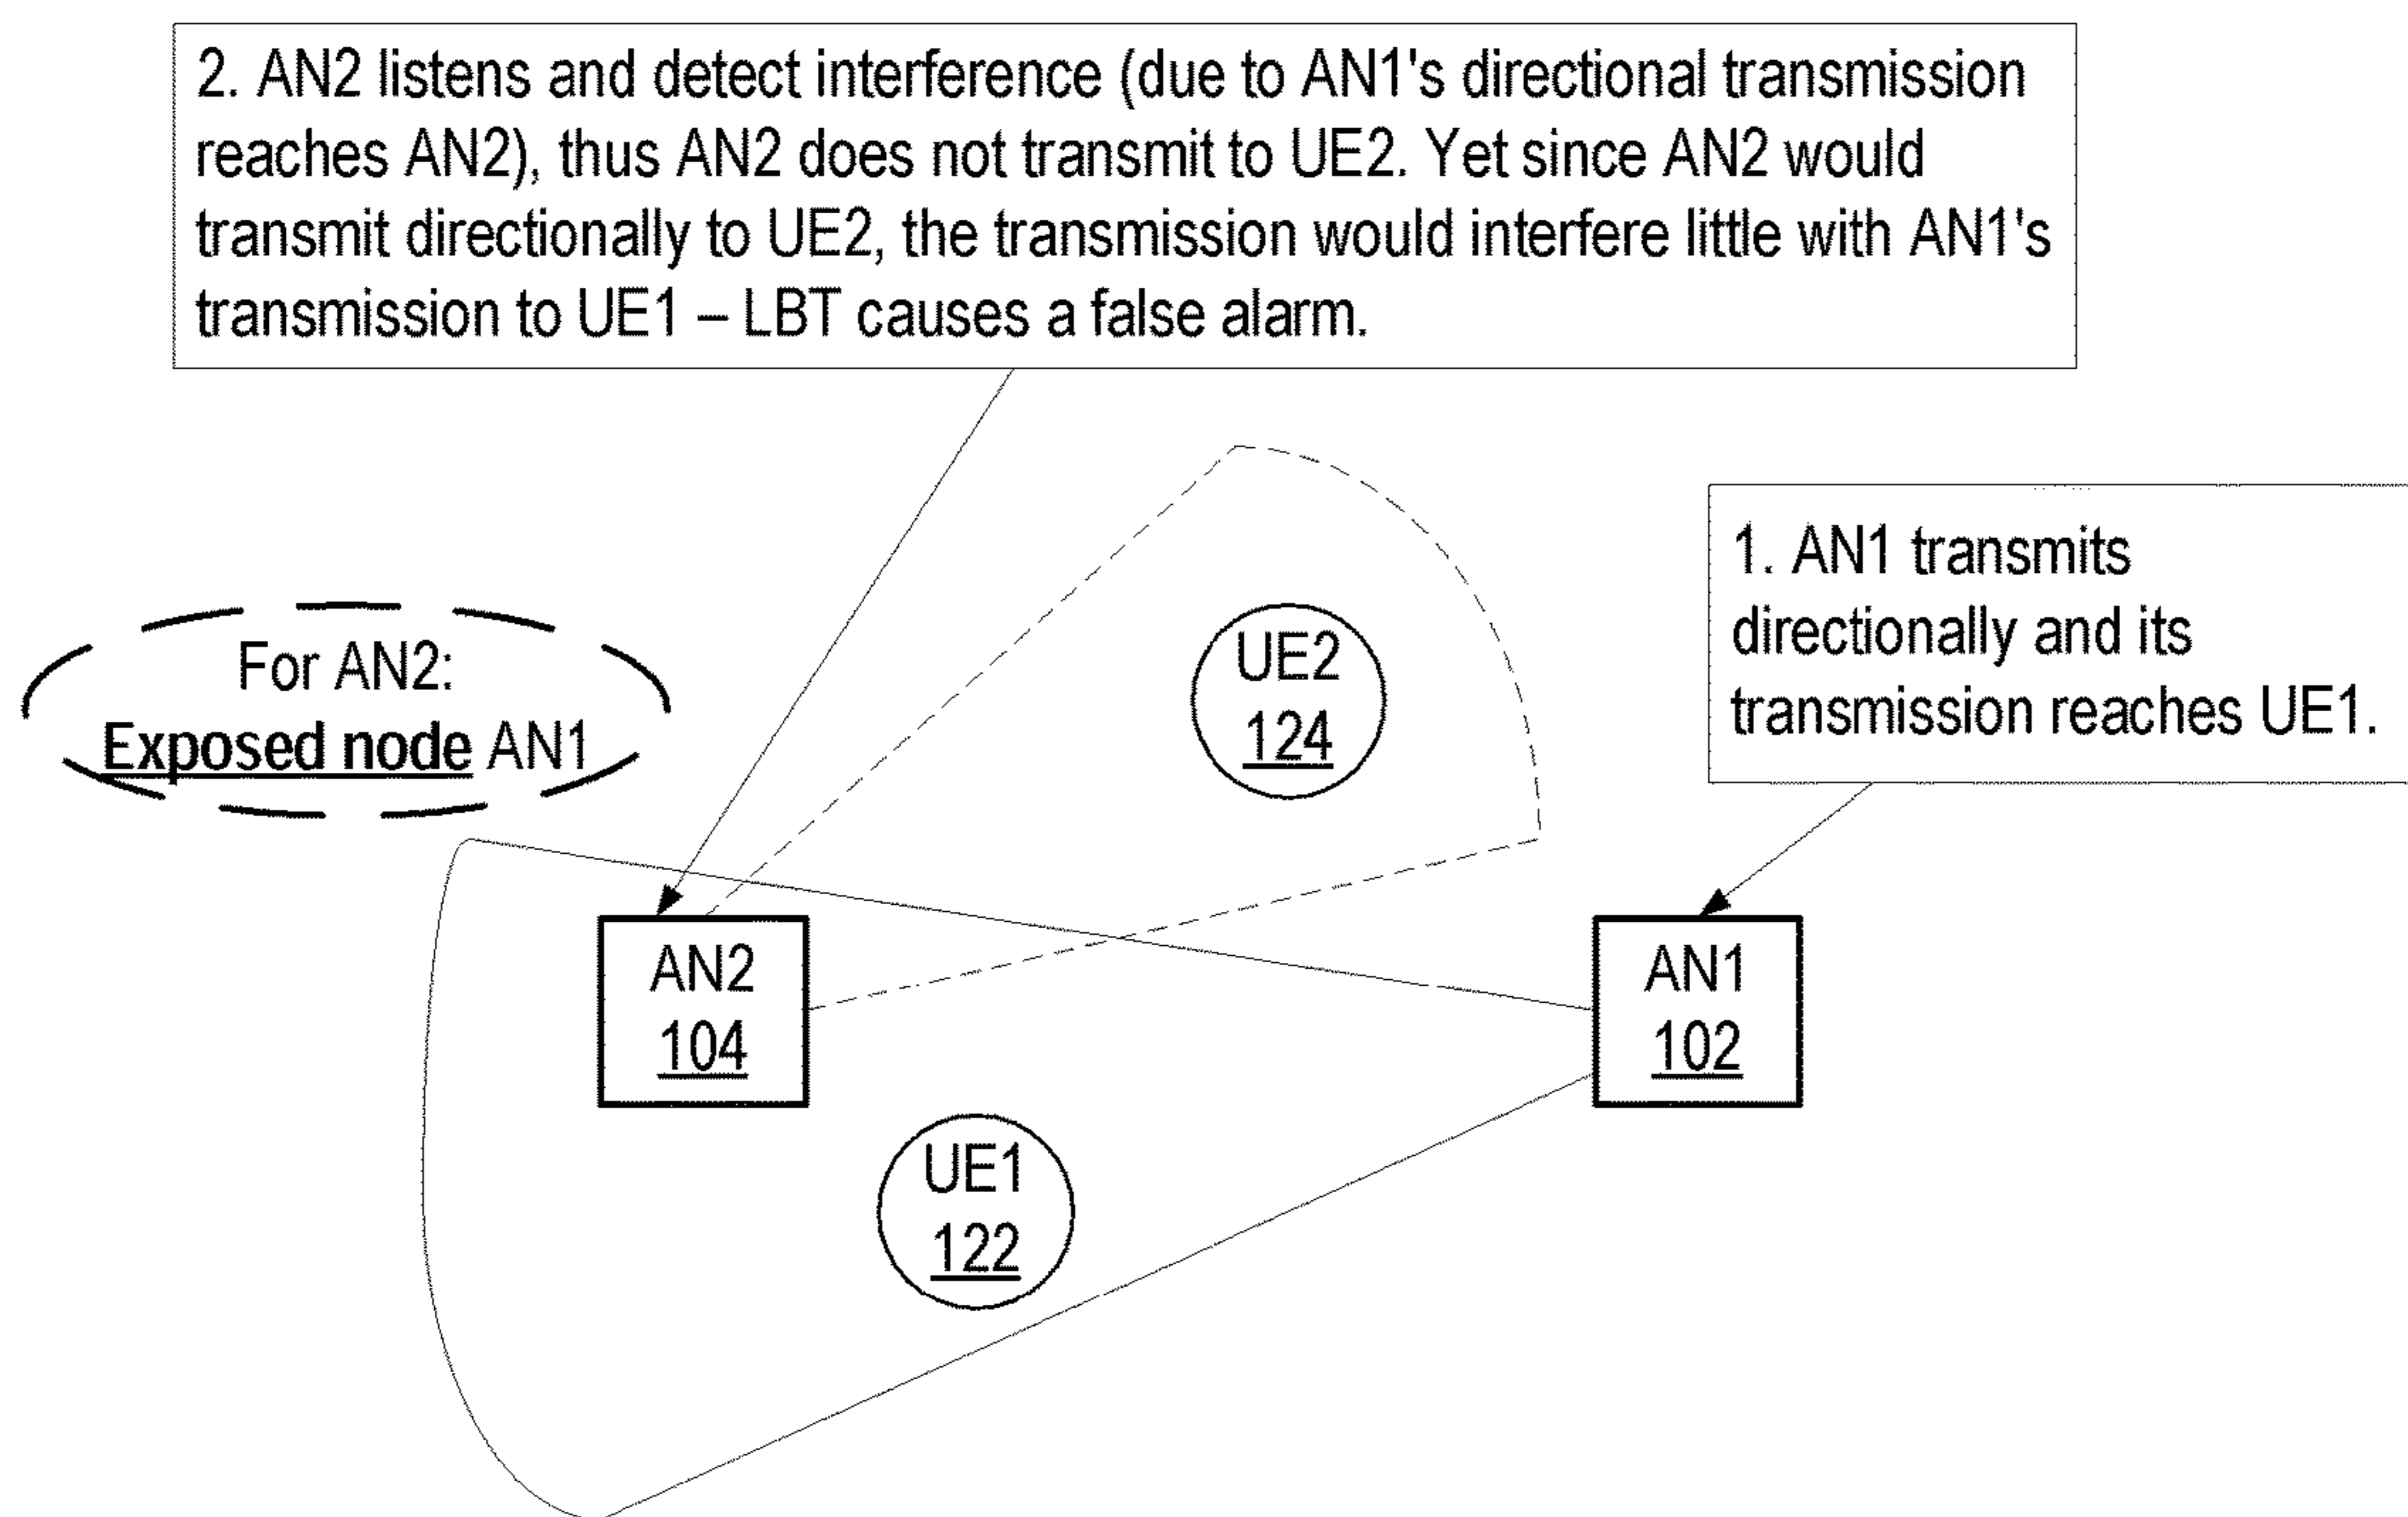 2. AN2 listens and detect interference (due to AN1's directional transmission
reaches AN2), thus AN2 does not transmit to UE2. Yet since AN2 would
transmit directionally to UE2, the transmission would interfere little with AN1's
transmission to UE1 – LBT causes a false alarm.
1. AN1 transmits
directionally and its
transmission reaches UE1.
For AN2:
Exposed node AN1
UE2
124
AN2
104
AN1
102
UE1
122